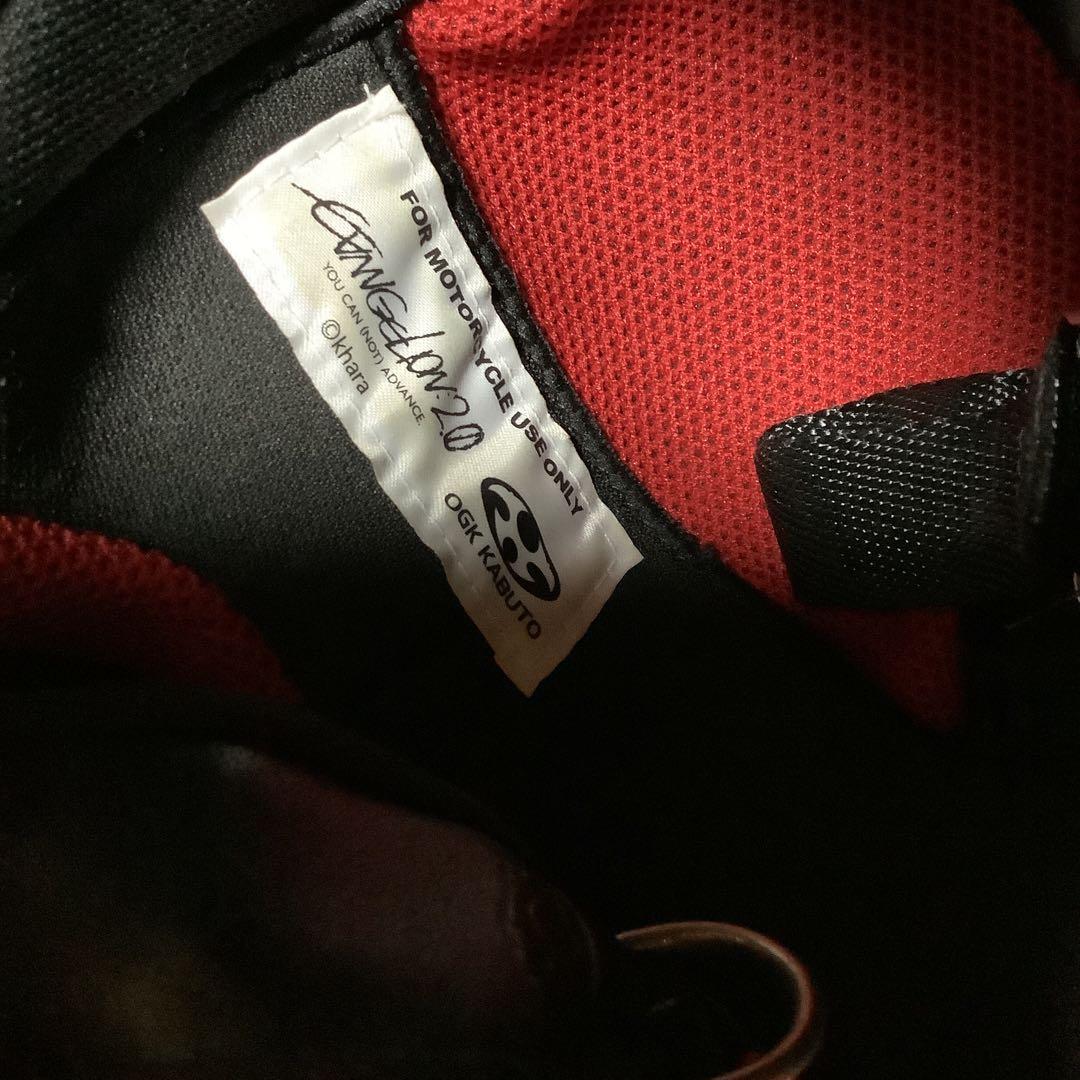 FOR MOTORCYCLE USE ONLY
EVANGELION:2.0
YOU CAN (NOT) ADVANCE.
©khara
OGK KABUTO